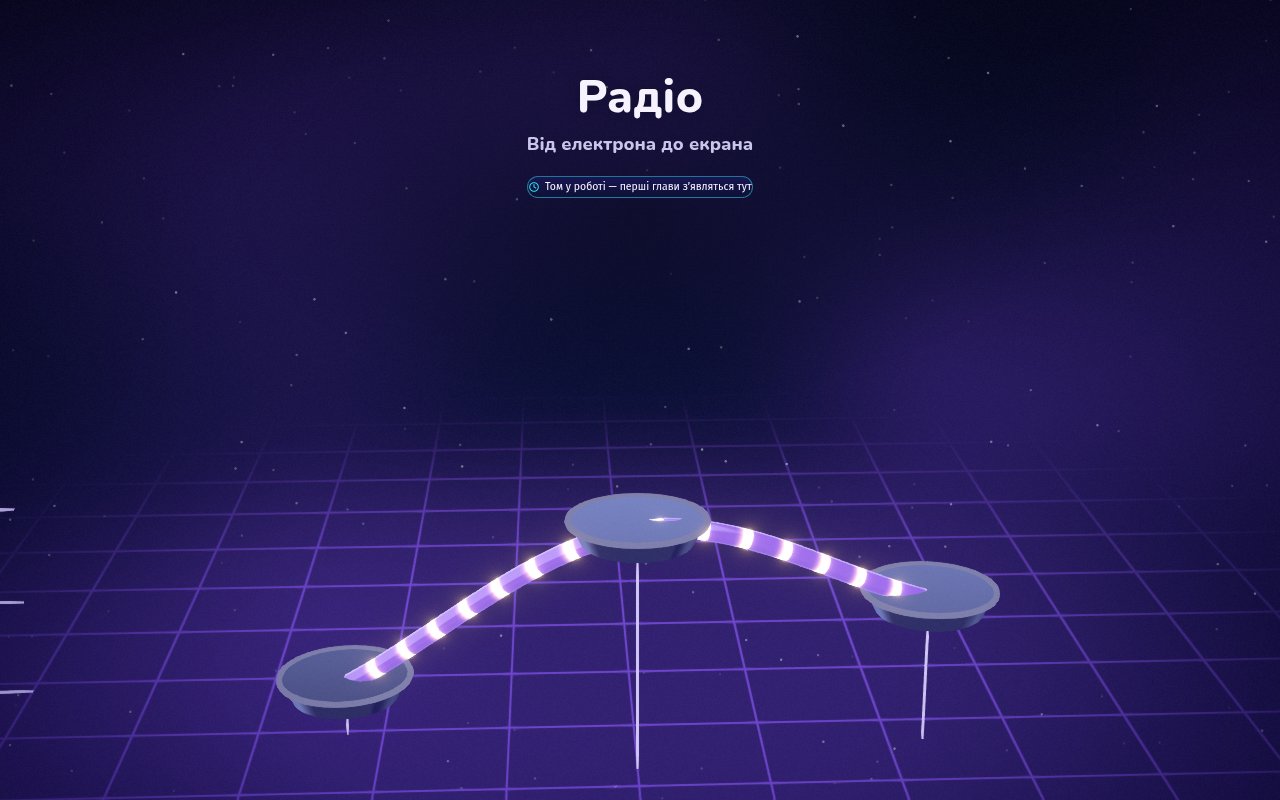 Радіо
Від електрона до екрана
Том у роботі — перші глави з’являться тут